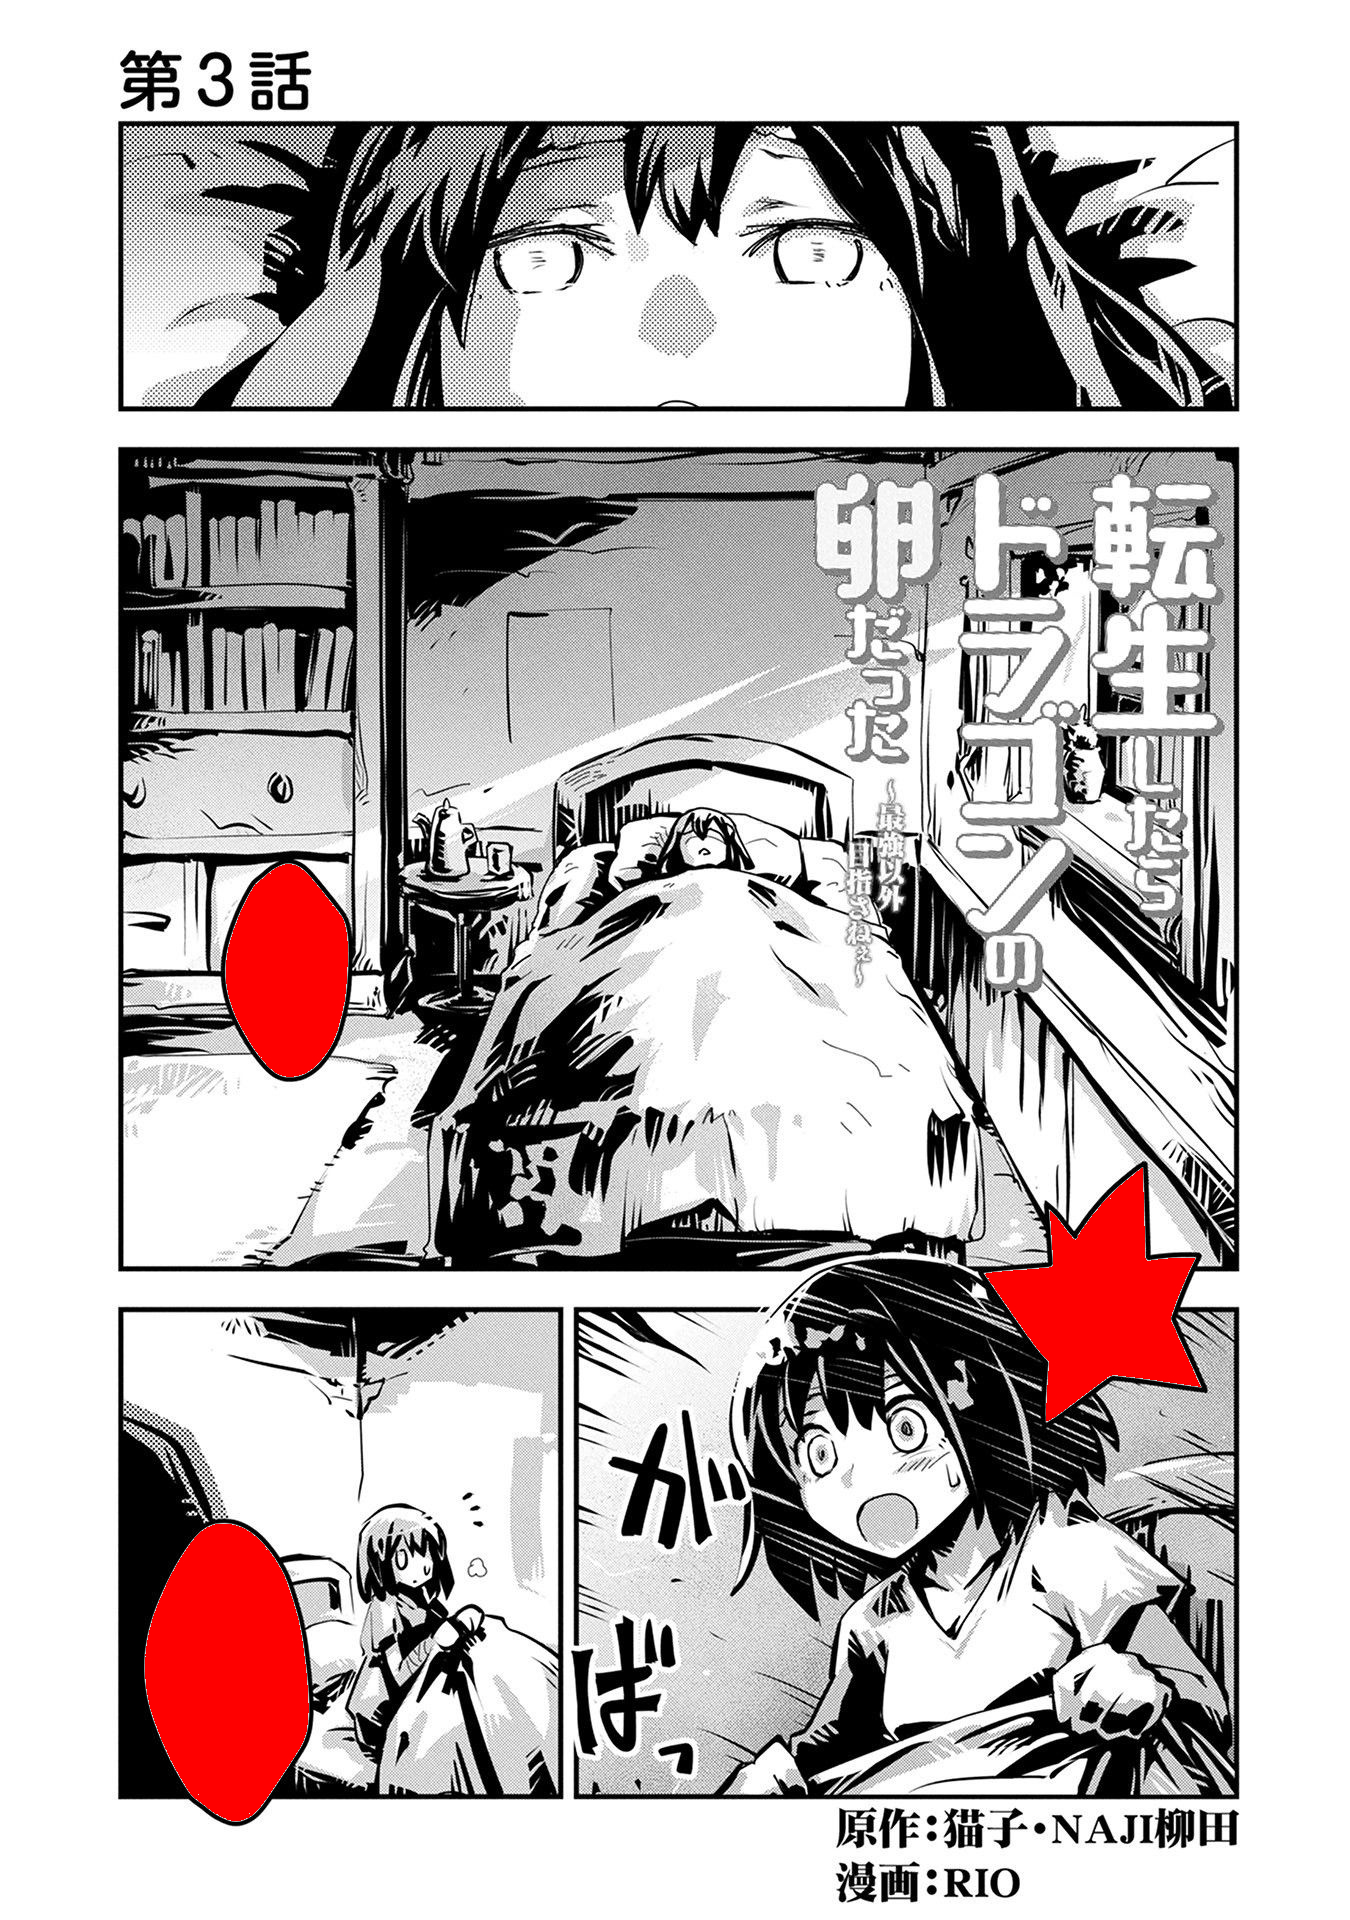 第3話
転生したら
ドラゴンの
卵だった
～最強以外
目指さねぇ～
ガ
ばっ
原作:猫子・NAJI柳田
漫画:RIO